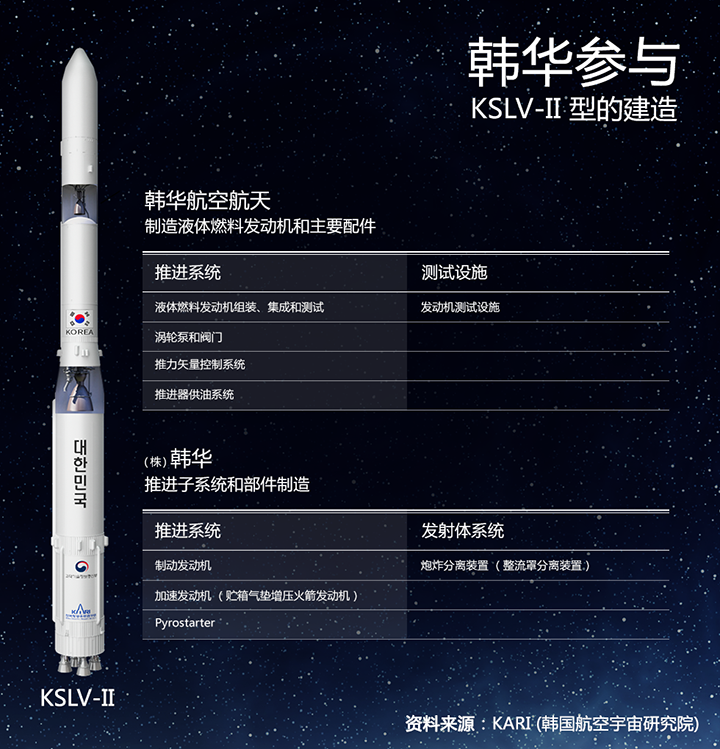 韩华参与
KSLV-II 型的建造
韩华航空航天
制造液体燃料发动机和主要配件
推进系统 测试设施
液体燃料发动机组装、集成和测试 发动机测试设施
涡轮泵和阀门
推力矢量控制系统
推进器供油系统
KOREA
대한민국
(株) 韩华
推进子系统和部件制造
推进系统 发射体系统
制动发动机 炮炸分离装置（整流罩分离装置）
加速发动机（贮箱气垫增压火箭发动机）
Pyrostarter
KARI
KSLV-II
资料来源：KARI (韩国航空宇宙研究院)